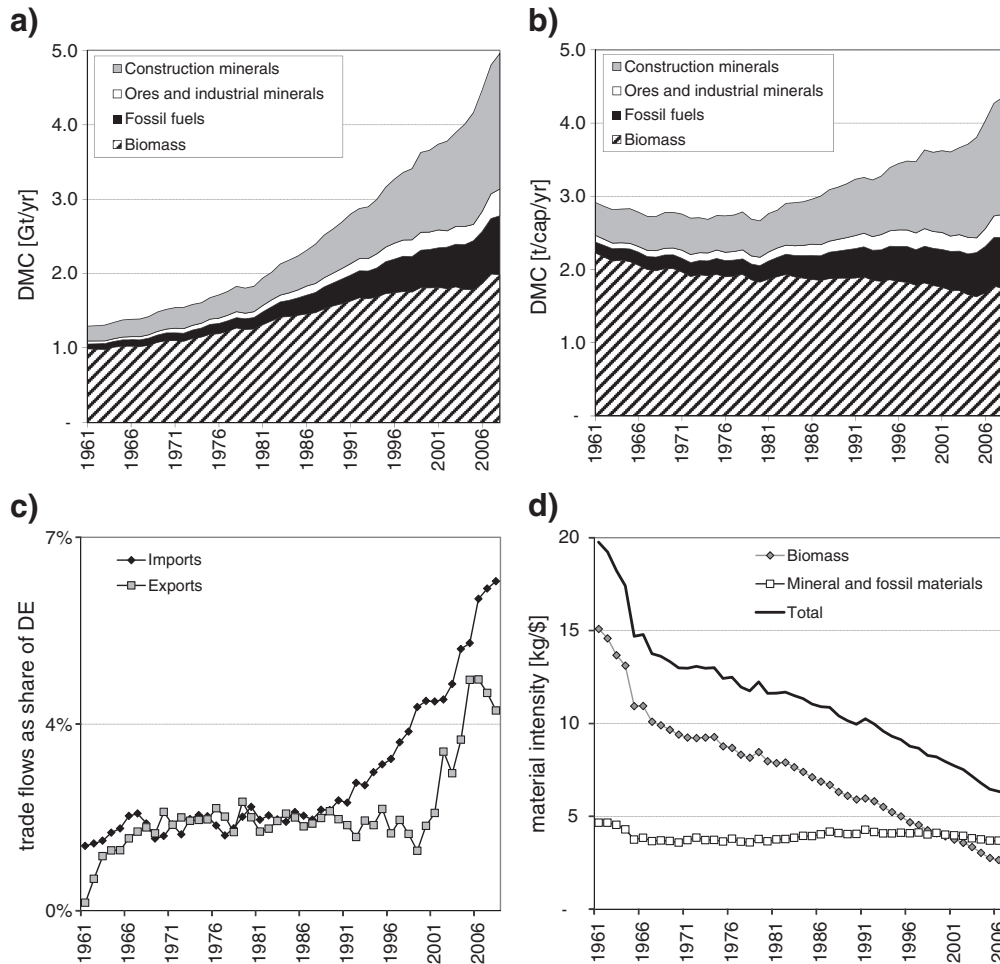 a)
DMC [Gt/yr]
5.0
4.0
3.0
2.0
1.0
-
Construction minerals
Ores and industrial minerals
Fossil fuels
Biomass
1961
1966
1971
1976
1981
1986
1991
1996
2001
2006
b)
DMC [t/cap/yr]
5.0
4.0
3.0
2.0
1.0
-
Construction minerals
Ores and industrial minerals
Fossil fuels
Biomass
1961
1966
1971
1976
1981
1986
1991
1996
2001
2006
c)
trade flows as share of DE
7%
4%
0%
Imports
Exports
1961
1966
1971
1976
1981
1986
1991
1996
2001
2006
d)
material intensity [kg/$]
20
15
10
5
-
Biomass
Mineral and fossil materials
Total
1961
1966
1971
1976
1981
1986
1991
1996
2001
2006